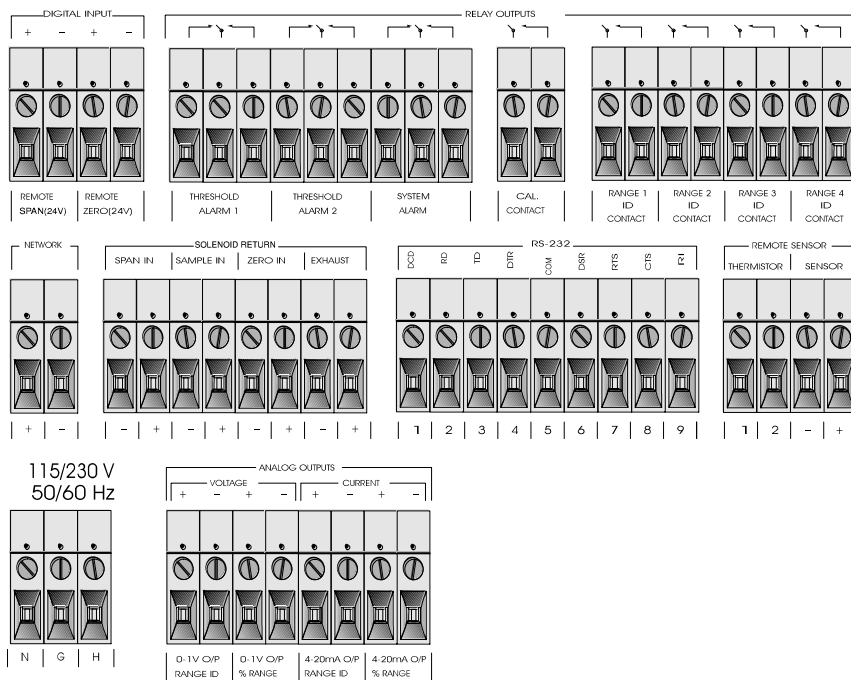 DIGITAL INPUT
RELAY OUTPUTS
+ − + −
REMOTE
SPAN(24V)
REMOTE
ZERO(24V)
THRESHOLD
ALARM 1
THRESHOLD
ALARM 2
SYSTEM
ALARM
CAL.
CONTACT
RANGE 1
ID
CONTACT
RANGE 2
ID
CONTACT
RANGE 3
ID
CONTACT
RANGE 4
ID
CONTACT
NETWORK
+ −
SOLENOID RETURN
SPAN IN SAMPLE IN ZERO IN EXHAUST
− + − + − + − +
RS-232
DCD RD TD DTR COM DSR RTS CTS RI
1 2 3 4 5 6 7 8 9
REMOTE SENSOR
THERMISTOR SENSOR
1 2 − +
115/230 V
50/60 Hz
N G H
ANALOG OUTPUTS
VOLTAGE CURRENT
+ − + − + − + −
0-1V O/P
RANGE ID
0-1V O/P
% RANGE
4-20mA O/P
RANGE ID
4-20mA O/P
% RANGE